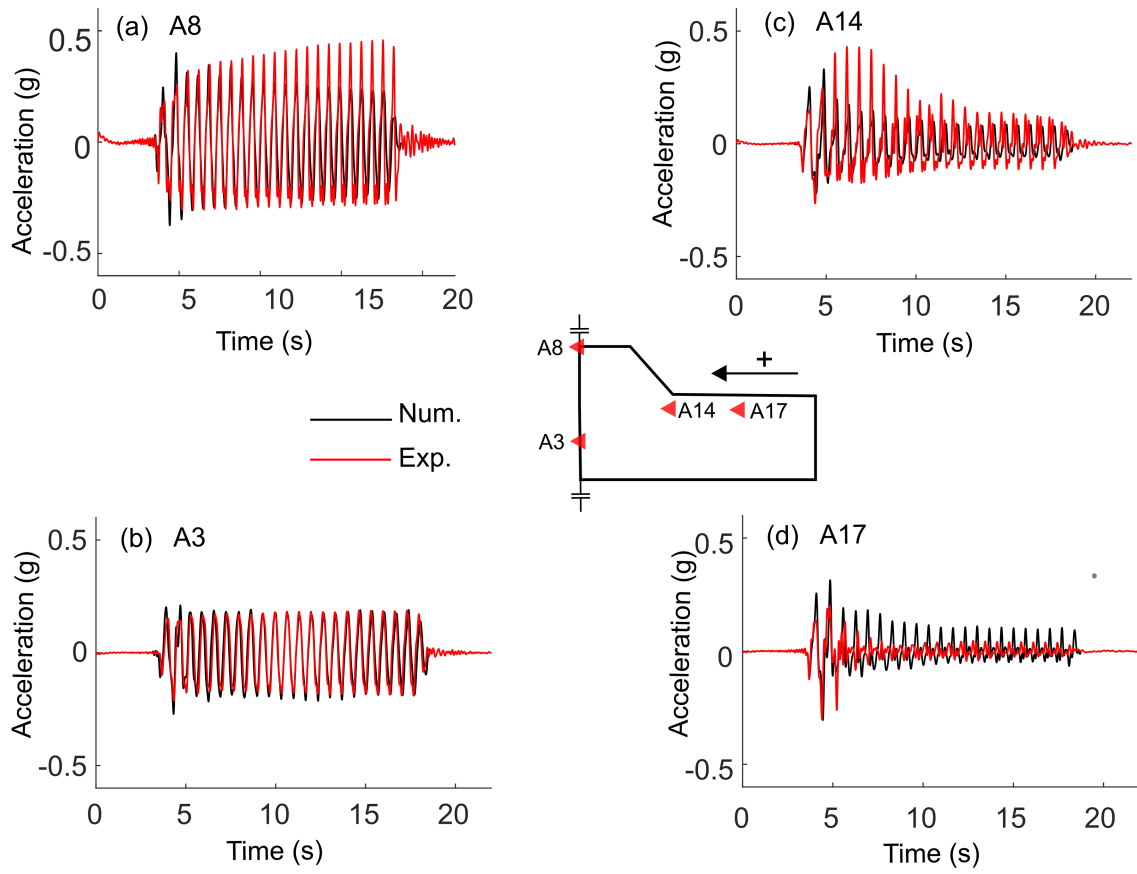 (a) A8
Acceleration (g)
0.5
0
-0.5
0 5 10 15 20
Time (s)
(c) A14
Acceleration (g)
0.5
0
-0.5
0 5 10 15 20
Time (s)
A8
+
A14
A17
A3
Num.
Exp.
(b) A3
Acceleration (g)
0.5
0
-0.5
0 5 10 15 20
Time (s)
(d) A17
Acceleration (g)
0.5
0
-0.5
0 5 10 15 20
Time (s)